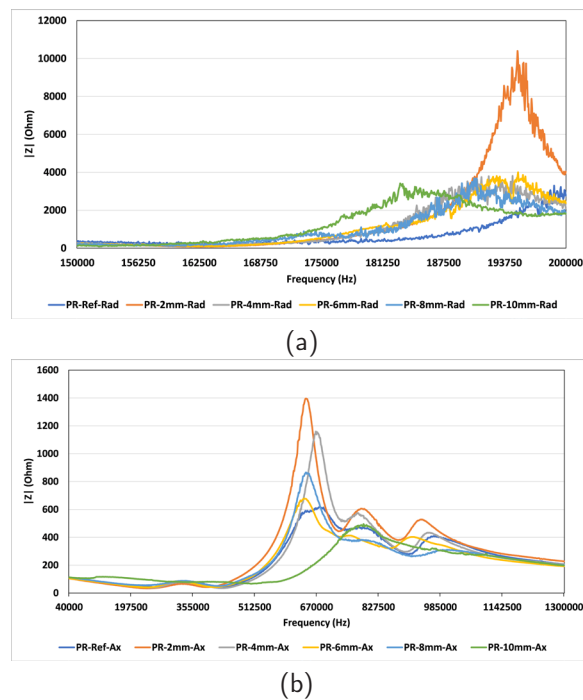 12000
10000
8000
6000
4000
2000
0
|Z| (Ohm)
150000 156250 162500 168750 175000 181250 187500 193750 200000
Frequency (Hz)
PR-Ref-Rad PR-2mm-Rad PR-4mm-Rad PR-6mm-Rad PR-8mm-Rad PR-10mm-Rad
(a)
1600
1400
1200
1000
800
600
400
200
0
|Z| (Ohm)
40000 197500 355000 512500 670000 827500 985000 1142500 1300000
Frequency (Hz)
PR-Ref-Ax PR-2mm-Ax PR-4mm-Ax PR-6mm-Ax PR-8mm-Ax PR-10mm-Ax
(b)